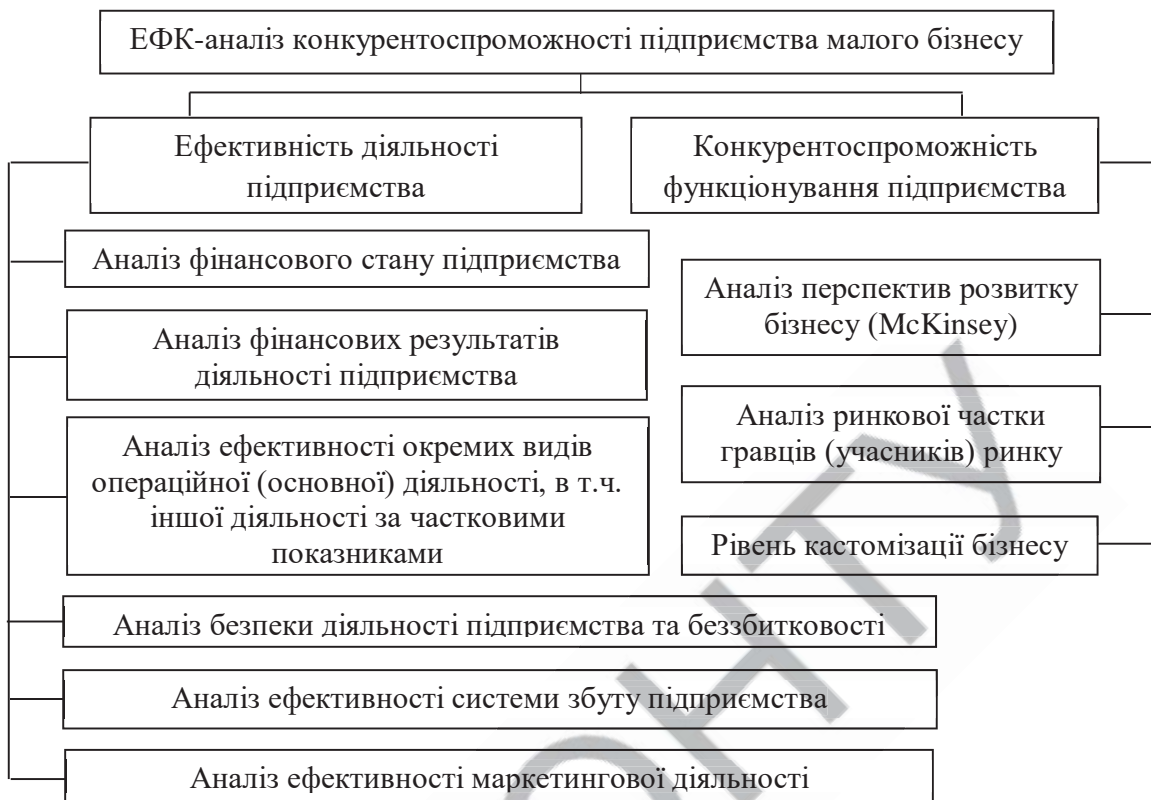 ЕФК-аналіз конкурентоспроможності підприємства малого бізнесу
Ефективність діяльності
підприємства
Конкурентоспроможність
функціонування підприємства
Аналіз фінансового стану підприємства
Аналіз фінансових результатів
діяльності підприємства
Аналіз ефективності окремих видів
операційної (основної) діяльності, в т.ч.
іншої діяльності за частковими
показниками
Аналіз безпеки діяльності підприємства та беззбитковості
Аналіз ефективності системи збуту підприємства
Аналіз ефективності маркетингової діяльності
Аналіз перспектив розвитку
бізнесу (McKinsey)
Аналіз ринкової частки
гравців (учасників) ринку
Рівень кастомізації бізнесу
ОНТУ